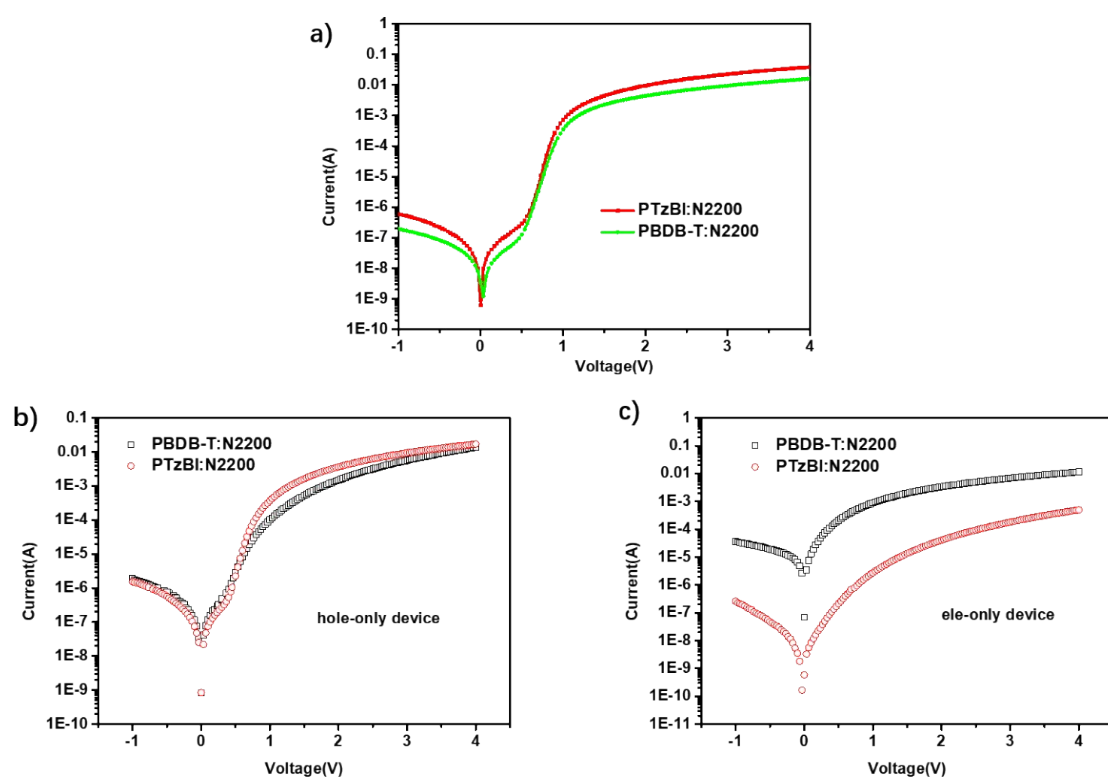 a)
1
0.1
0.01
1E-3
1E-4
1E-5
1E-6
1E-7
1E-8
1E-9
1E-10
Current(A)
PTzBI:N2200
PBDB-T:N2200
-1 0 1 2 3 4
Voltage(V)
b)
0.1
0.01
1E-3
1E-4
1E-5
1E-6
1E-7
1E-8
1E-9
1E-10
Current(A)
PBDB-T:N2200
PTzBI:N2200
hole-only device
-1 0 1 2 3 4
Voltage(V)
c)
1
0.1
0.01
1E-3
1E-4
1E-5
1E-6
1E-7
1E-8
1E-9
1E-10
1E-11
Current(A)
PBDB-T:N2200
PTzBI:N2200
ele-only device
-1 0 1 2 3 4
Voltage(V)